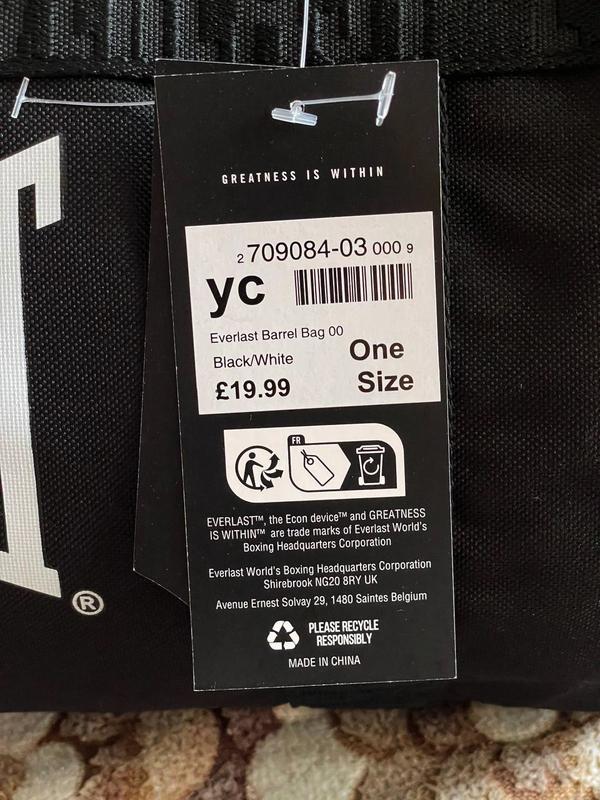 GREATNESS IS WITHIN
2 709084-03 000 9
yc
Everlast Barrel Bag 00
Black/White
One
Size
£19.99
FR
EVERLAST™, the Econ device™ and GREATNESS
IS WITHIN™ are trade marks of Everlast World's
Boxing Headquarters Corporation
Everlast World's Boxing Headquarters Corporation
Shirebrook NG20 8RY UK
Avenue Ernest Solvay 29, 1480 Saintes Belgium
PLEASE RECYCLE
RESPONSIBLY
MADE IN CHINA
T
®